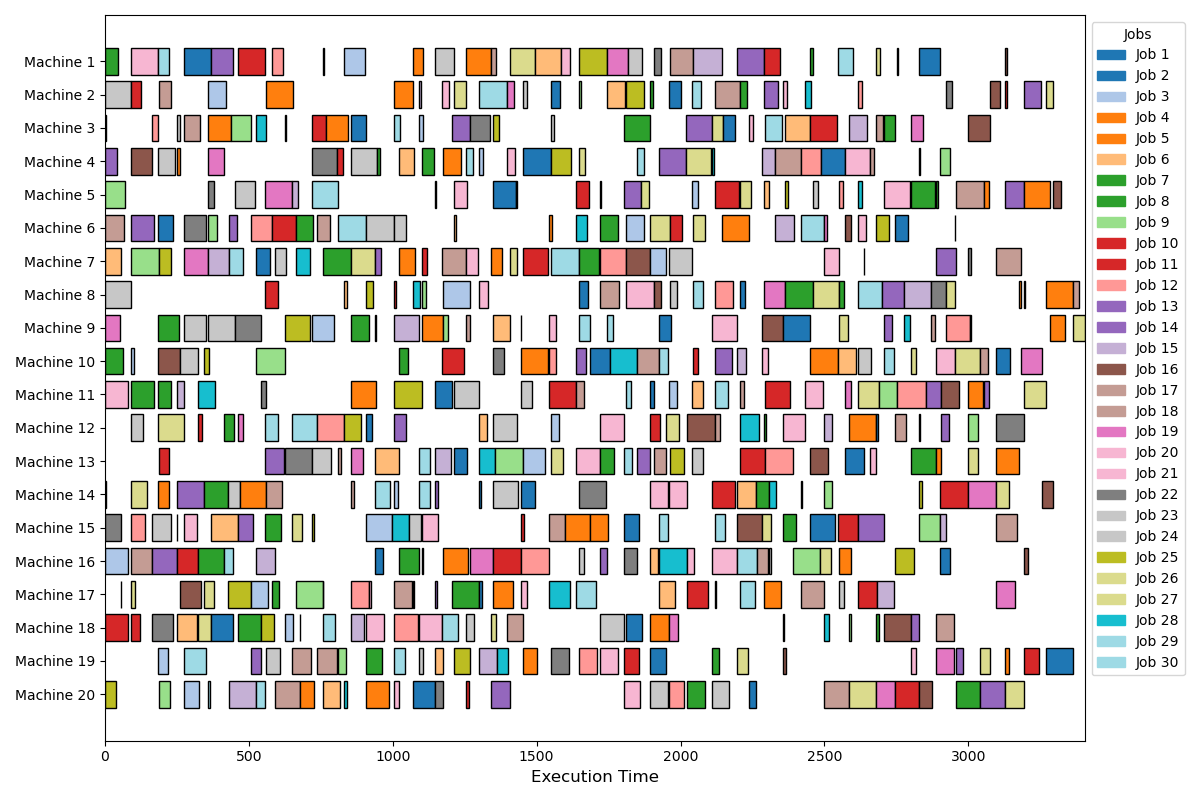 Machine 1
Machine 2
Machine 3
Machine 4
Machine 5
Machine 6
Machine 7
Machine 8
Machine 9
Machine 10
Machine 11
Machine 12
Machine 13
Machine 14
Machine 15
Machine 16
Machine 17
Machine 18
Machine 19
Machine 20
0 500 1000 1500 2000 2500 3000
Execution Time
Jobs
Job 1
Job 2
Job 3
Job 4
Job 5
Job 6
Job 7
Job 8
Job 9
Job 10
Job 11
Job 12
Job 13
Job 14
Job 15
Job 16
Job 17
Job 18
Job 19
Job 20
Job 21
Job 22
Job 23
Job 24
Job 25
Job 26
Job 27
Job 28
Job 29
Job 30